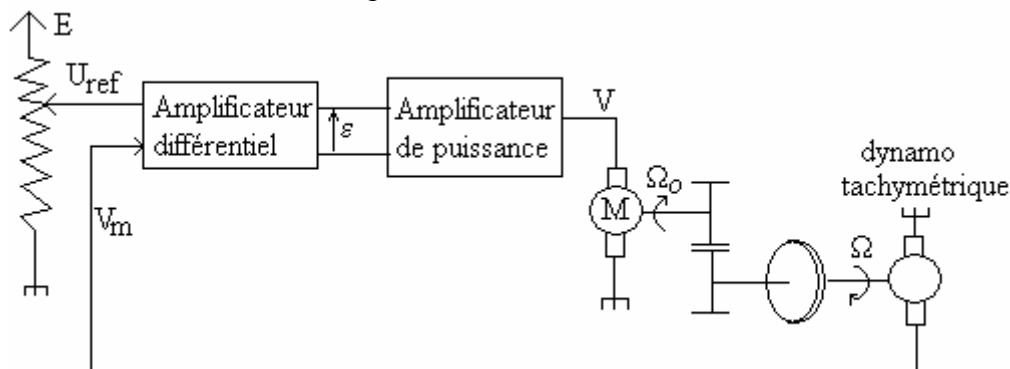 E
U_ref
Amplificateur
différentiel
ε
Amplificateur
de puissance
V
V_m
M
Ω_o
Ω
dynamo
tachymétrique